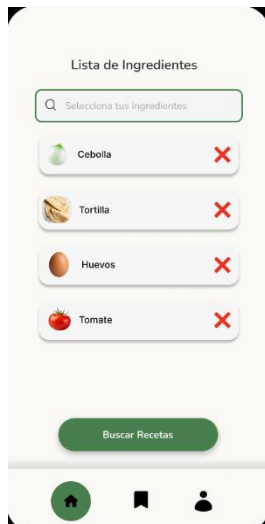 Lista de Ingredientes
Selecciona tus ingredientes
Cebolla
Tortilla
Huevos
Tomate
Buscar Recetas